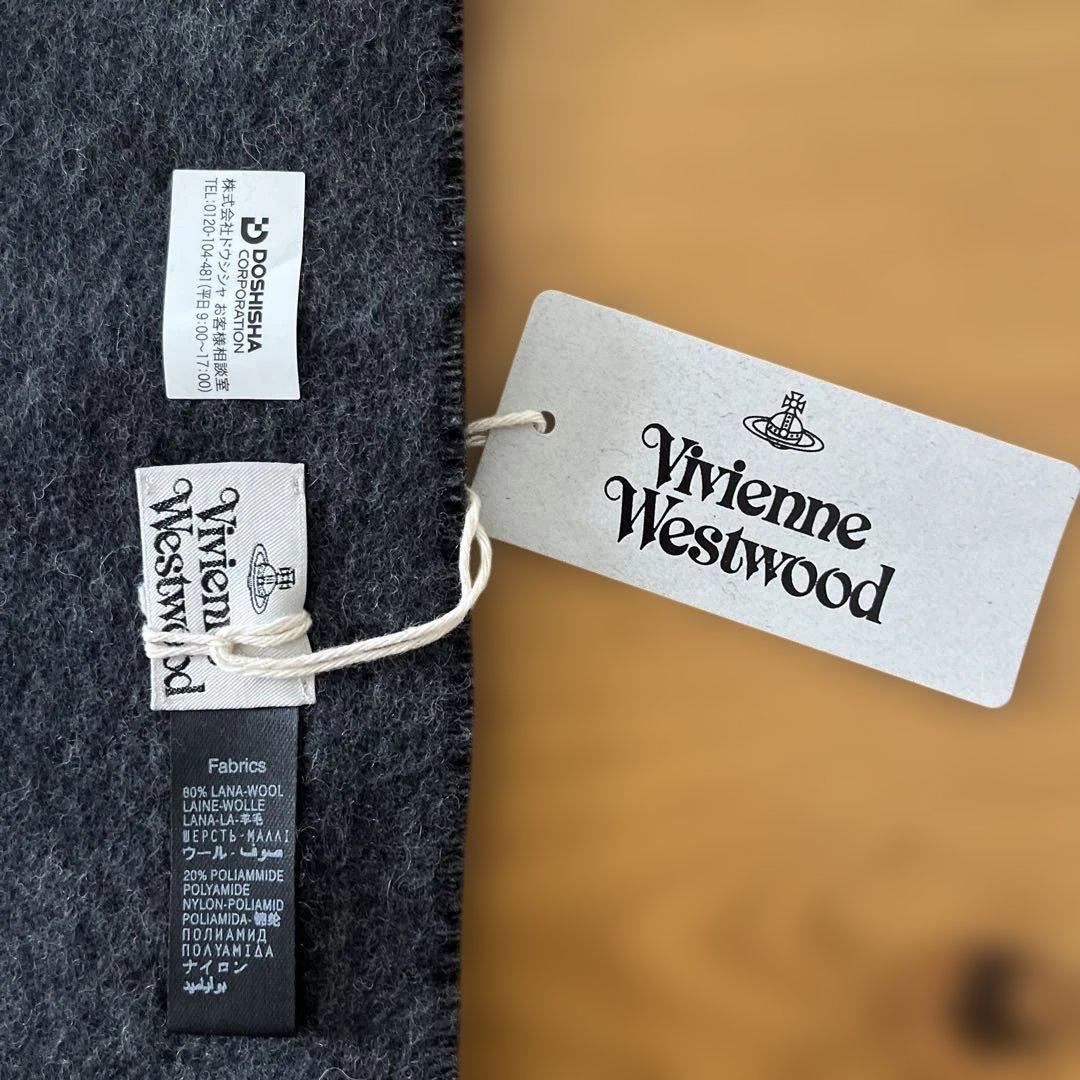 DOSHISHA
CORPORATION
株式会社ドウシシャ お客様相談室
TEL:0120-104-481(平日 9:00~17:00)
Vivienne
Westwood
Vivien
Westwood
Fabrics
80% LANA-WOOL
LAINE-WOLLE
LANA-LA-羊毛
ШЕРСТЬ-ΜΑΛΛΙ
ウール - صوف
20% POLIAMMIDE
POLYAMIDE
NYLON-POLIAMID
POLIAMIDA-锦纶
ПОЛИАМИД
ΠΟΛΥΑΜΙΔΑ
ナイロン
بوليأميد